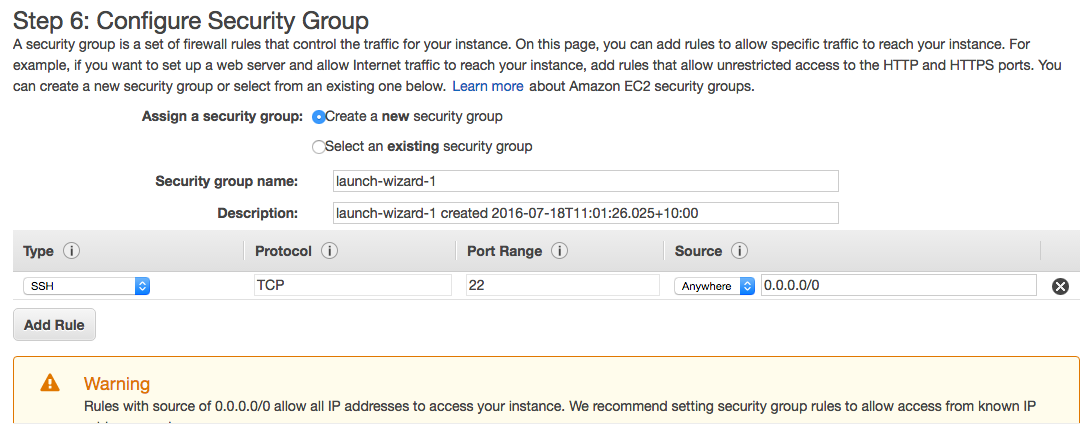 Step 6: Configure Security Group
A security group is a set of firewall rules that control the traffic for your instance. On this page, you can add rules to allow specific traffic to reach your instance. For
example, if you want to set up a web server and allow Internet traffic to reach your instance, add rules that allow unrestricted access to the HTTP and HTTPS ports. You
can create a new security group or select from an existing one below. Learn more about Amazon EC2 security groups.
Assign a security group: Create a new security group
Select an existing security group
Security group name: launch-wizard-1
Description: launch-wizard-1 created 2016-07-18T11:01:26.025+10:00
Type i Protocol i Port Range i Source i
SSH TCP 22 Anywhere 0.0.0.0/0
Add Rule
Warning
Rules with source of 0.0.0.0/0 allow all IP addresses to access your instance. We recommend setting security group rules to allow access from known IP